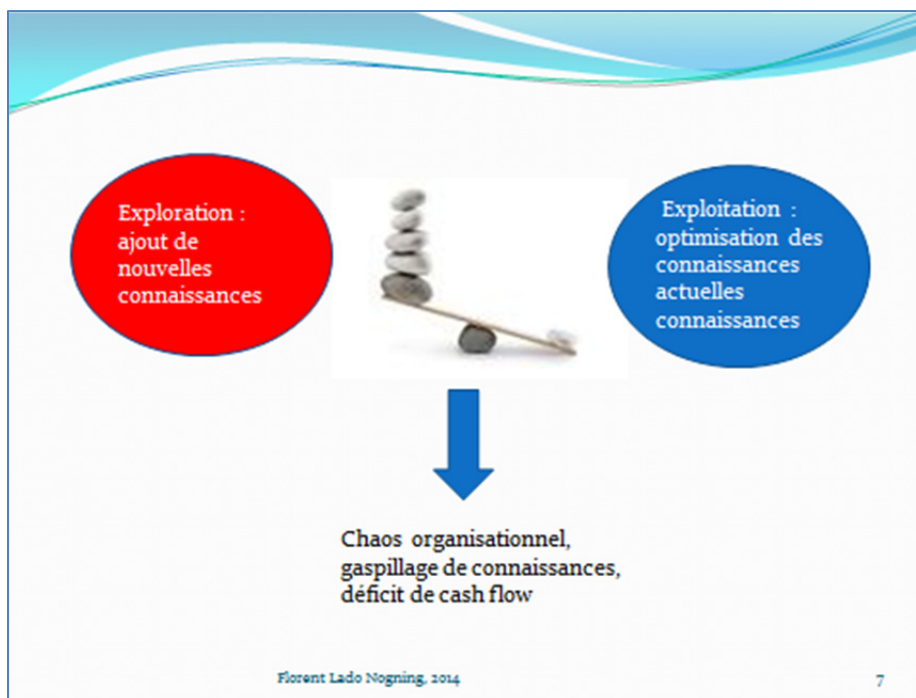 Exploration :
ajout de
nouvelles
connaissances
Exploitation :
optimisation des
connaissances
actuelles
connaissances
Chaos organisationnel,
gaspillage de connaissances,
déficit de cash flow
Florent Lado Nogning, 2014
7